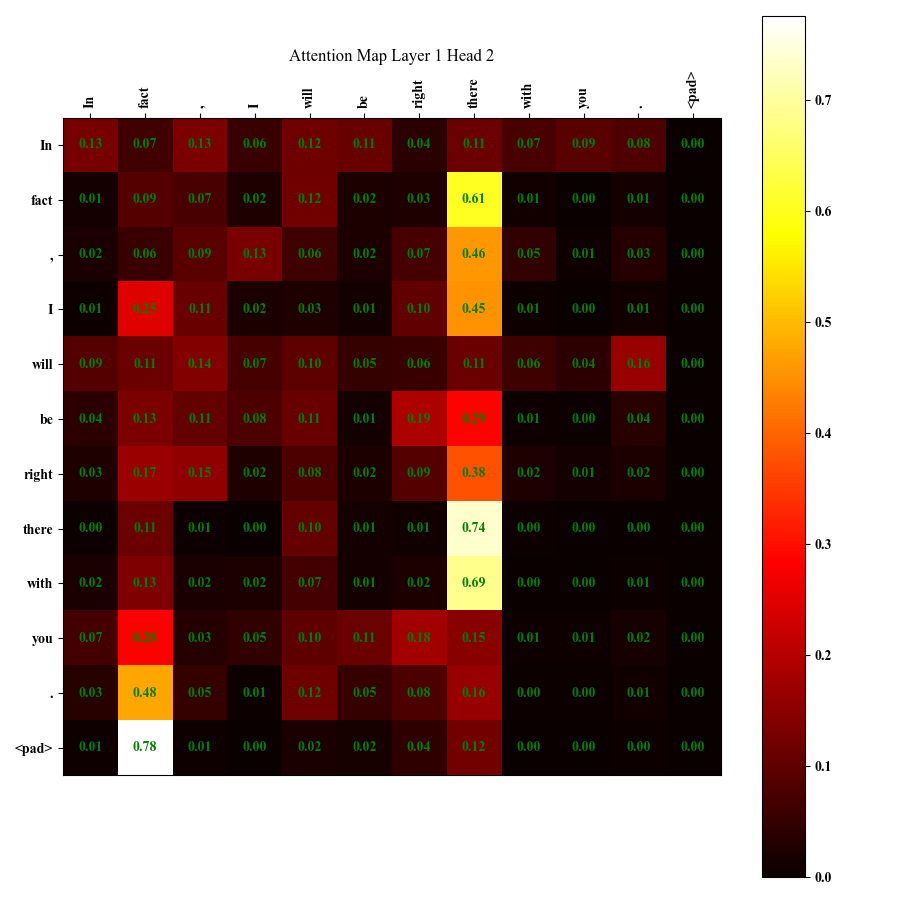 Attention Map Layer 1 Head 2
In fact , I will be right there with you . <pad>
In 0.13 0.07 0.13 0.06 0.12 0.11 0.04 0.11 0.07 0.09 0.08 0.00
fact 0.01 0.09 0.07 0.02 0.12 0.02 0.03 0.61 0.01 0.00 0.01 0.00
, 0.02 0.06 0.09 0.13 0.06 0.02 0.07 0.46 0.05 0.01 0.03 0.00
I 0.01 0.25 0.11 0.02 0.03 0.01 0.10 0.45 0.01 0.00 0.01 0.00
will 0.09 0.11 0.14 0.07 0.10 0.05 0.06 0.11 0.06 0.04 0.16 0.00
be 0.04 0.13 0.11 0.08 0.11 0.01 0.19 0.29 0.01 0.00 0.04 0.00
right 0.03 0.17 0.15 0.02 0.08 0.02 0.09 0.38 0.02 0.01 0.02 0.00
there 0.00 0.11 0.01 0.00 0.10 0.01 0.01 0.74 0.00 0.00 0.00 0.00
with 0.02 0.13 0.02 0.02 0.07 0.01 0.02 0.69 0.00 0.00 0.01 0.00
you 0.07 0.28 0.03 0.05 0.10 0.11 0.18 0.15 0.01 0.01 0.02 0.00
. 0.03 0.48 0.05 0.01 0.12 0.05 0.08 0.16 0.00 0.00 0.01 0.00
<pad> 0.01 0.78 0.01 0.00 0.02 0.02 0.04 0.12 0.00 0.00 0.00 0.00
0.7
0.6
0.5
0.4
0.3
0.2
0.1
0.0